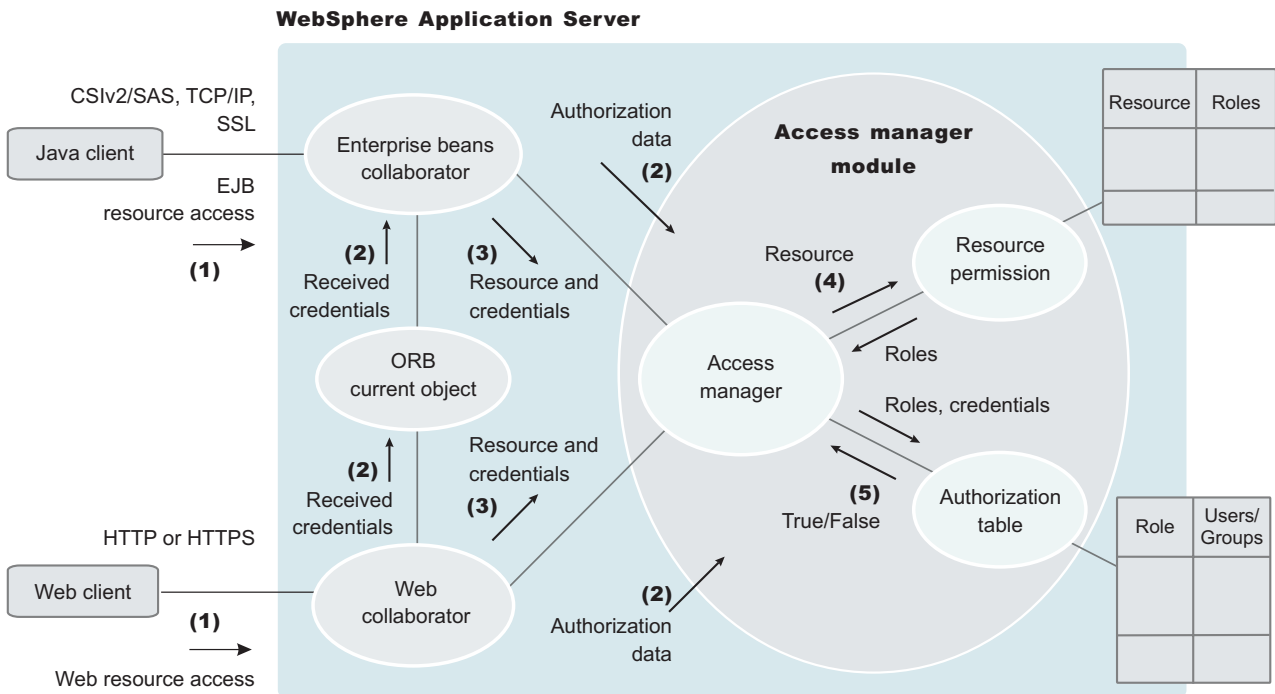 WebSphere Application Server
CSIv2/SAS, TCP/IP,
SSL
Java client
EJB
resource access
(1)
Enterprise beans
collaborator
Authorization
data
(2)
Access manager
module
Resource Roles
(2)
Received
credentials
(3)
Resource and
credentials
Resource
(4)
Resource
permission
Roles
ORB
current object
Access
manager
Roles, credentials
(2)
Received
credentials
Resource and
credentials
(3)
(5)
True/False
Authorization
table
Role
Users/
Groups
HTTP or HTTPS
Web client
(1)
Web resource access
Web
collaborator
(2)
Authorization
data